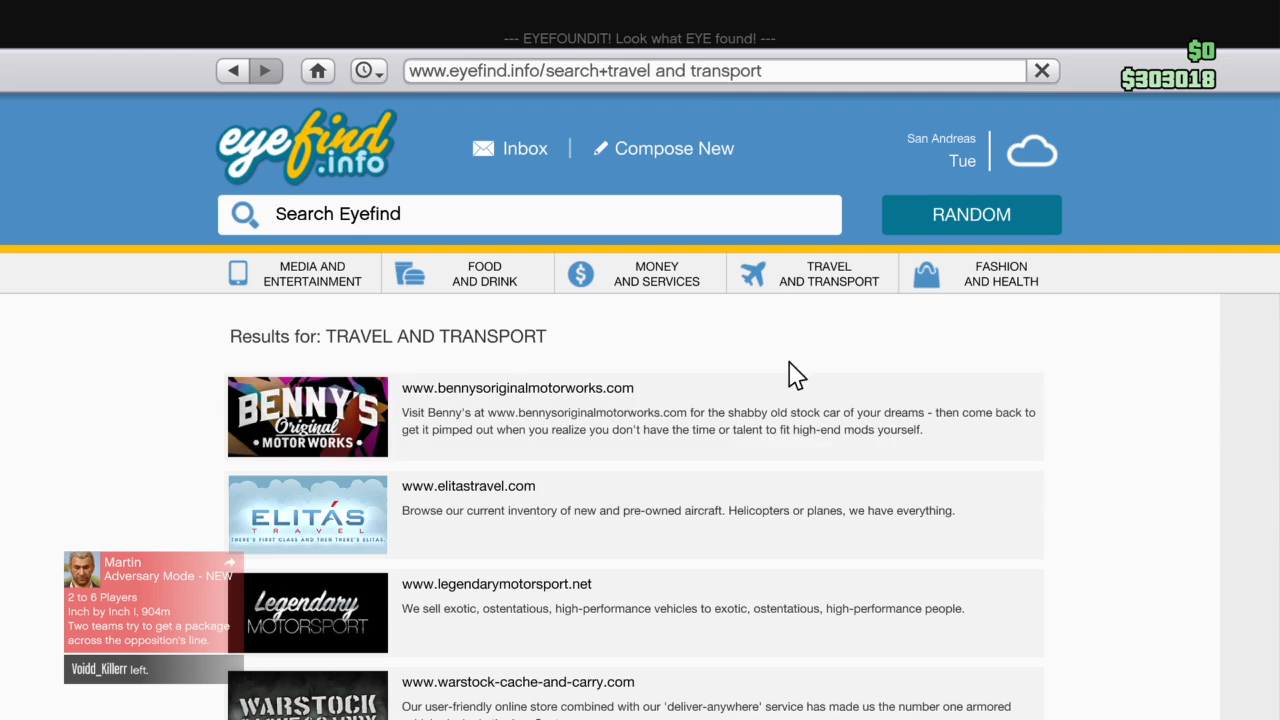 --- EYEFOUNDIT! Look what EYE found! ---
$0
www.eyefind.info/search+travel and transport
$303018
eyefind
.info
Inbox
Compose New
San Andreas
Tue
Search Eyefind
RANDOM
MEDIA AND
ENTERTAINMENT
FOOD
AND DRINK
MONEY
AND SERVICES
TRAVEL
AND TRANSPORT
FASHION
AND HEALTH
Results for: TRAVEL AND TRANSPORT
BENNY'S
Original
•MOTOR WORKS•
www.bennysoriginalmotorworks.com
Visit Benny's at www.bennysoriginalmotorworks.com for the shabby old stock car of your dreams - then come back to
get it pimped out when you realize you don't have the time or talent to fit high-end mods yourself.
ELITÁS
TRAVEL
THERE'S FIRST CLASS AND THEN THERE'S ELITAS.
www.elitastravel.com
Browse our current inventory of new and pre-owned aircraft. Helicopters or planes, we have everything.
Martin
Adversary Mode - NEW
2 to 6 Players
Inch by Inch I, 904m
Two teams try to get a package
across the opposition's line.
Voidd_Killerr left.
Legendary
MOTORSPORT
www.legendarymotorsport.net
We sell exotic, ostentatious, high-performance vehicles to exotic, ostentatious, high-performance people.
WARSTOCK
www.warstock-cache-and-carry.com
Our user-friendly online store combined with our 'deliver-anywhere' service has made us the number one armored